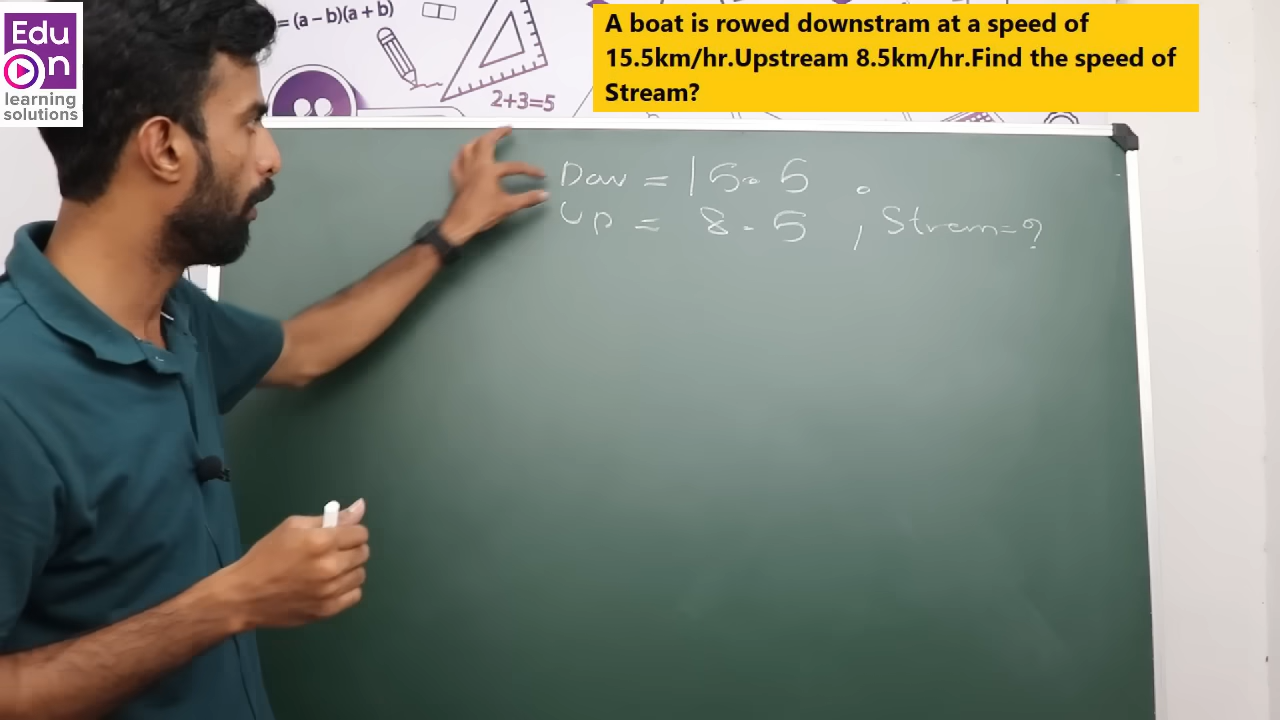 Edu
On
learning
solutions
= (a – b)(a + b)
2+3=5
A boat is rowed downstram at a speed of
15.5km/hr.Upstream 8.5km/hr.Find the speed of
Stream?
Dow = 15.5
Up = 8.5 , Strem=?